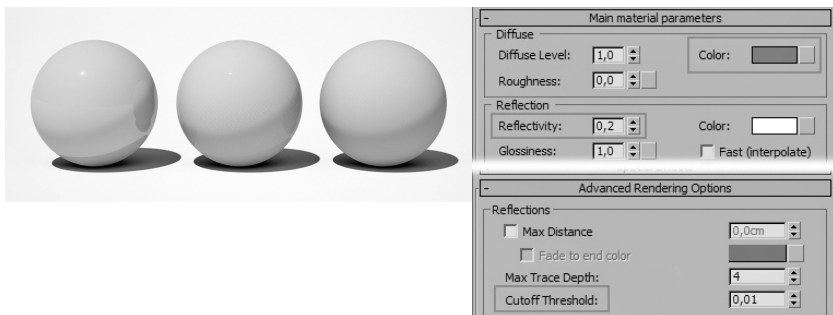 - Main material parameters
Diffuse
Diffuse Level: 1,0 Color:
Roughness: 0,0
Reflection
Reflectivity: 0,2 Color:
Glossiness: 1,0 Fast (interpolate)
- Advanced Rendering Options
Reflections
Max Distance 0,0cm
Fade to end color
Max Trace Depth: 4
Cutoff Threshold: 0,01